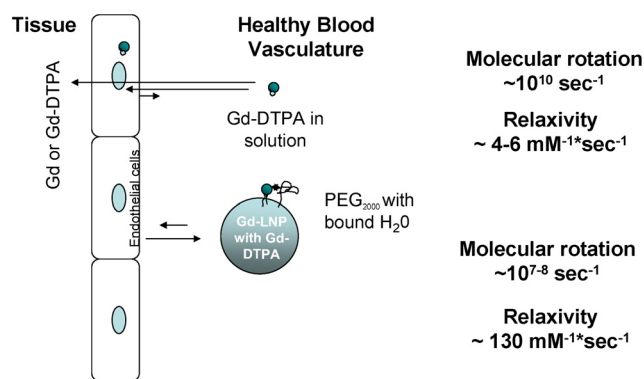 Tissue
Healthy Blood
Vasculature
Gd or Gd-DTPA
Endothelial cells
Gd-DTPA in
solution
Molecular rotation
~10¹⁰ sec⁻¹
Relaxivity
~ 4-6 mM⁻¹*sec⁻¹
Gd-LNP
with Gd-
DTPA
PEG₂₀₀₀ with
bound H₂0
Molecular rotation
~10⁷⁻⁸ sec⁻¹
Relaxivity
~ 130 mM⁻¹*sec⁻¹